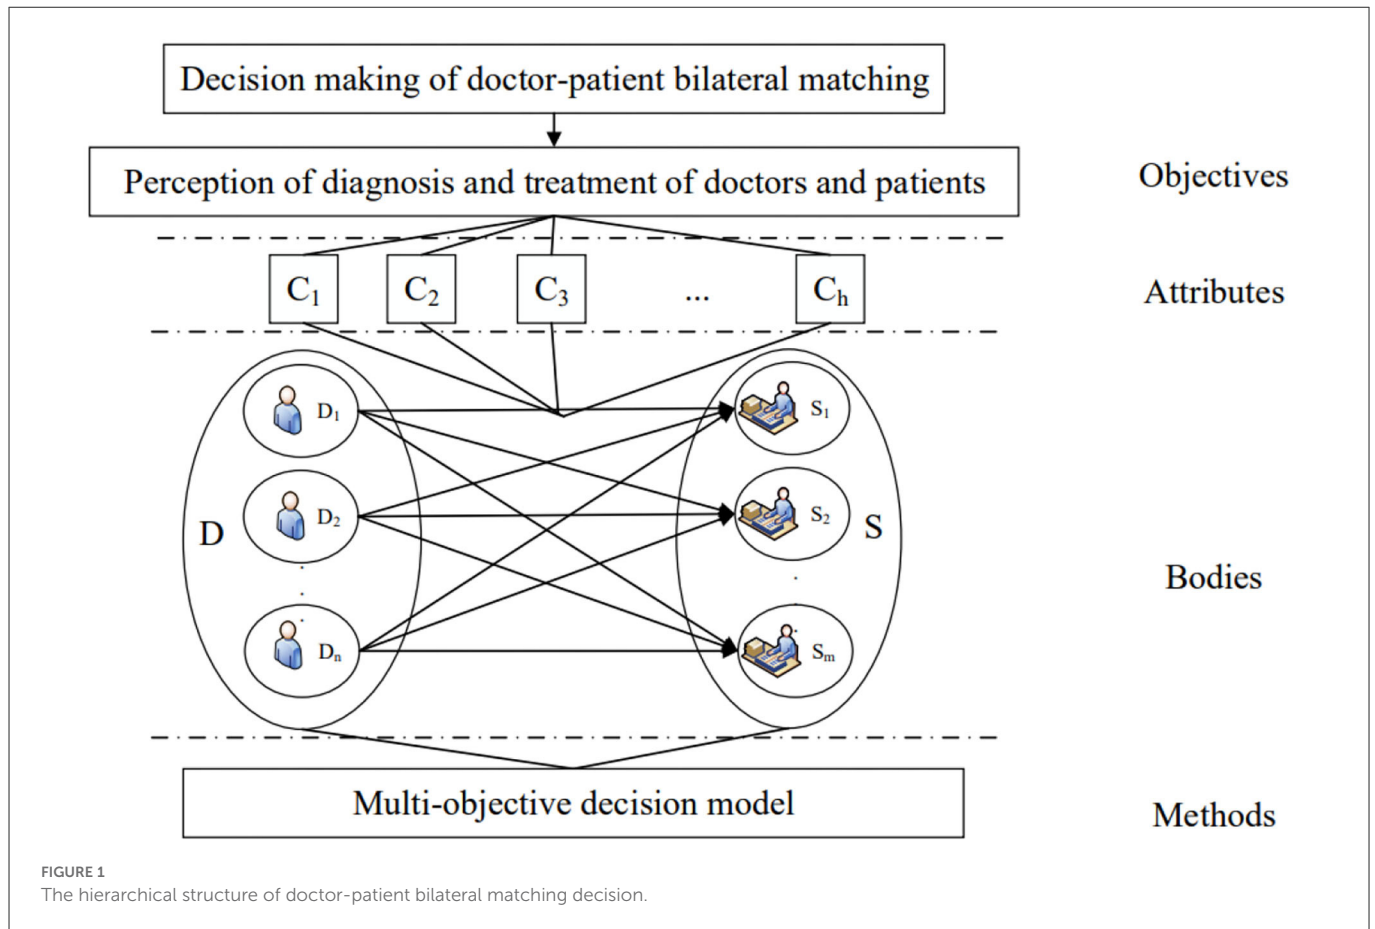 Decision making of doctor-patient bilateral matching
Perception of diagnosis and treatment of doctors and patients
Objectives
C1 C2 C3 ... Ch
Attributes
D1 S1
D2 S2
D S
Bodies
Dn Sm
Multi-objective decision model
Methods
FIGURE 1
The hierarchical structure of doctor-patient bilateral matching decision.